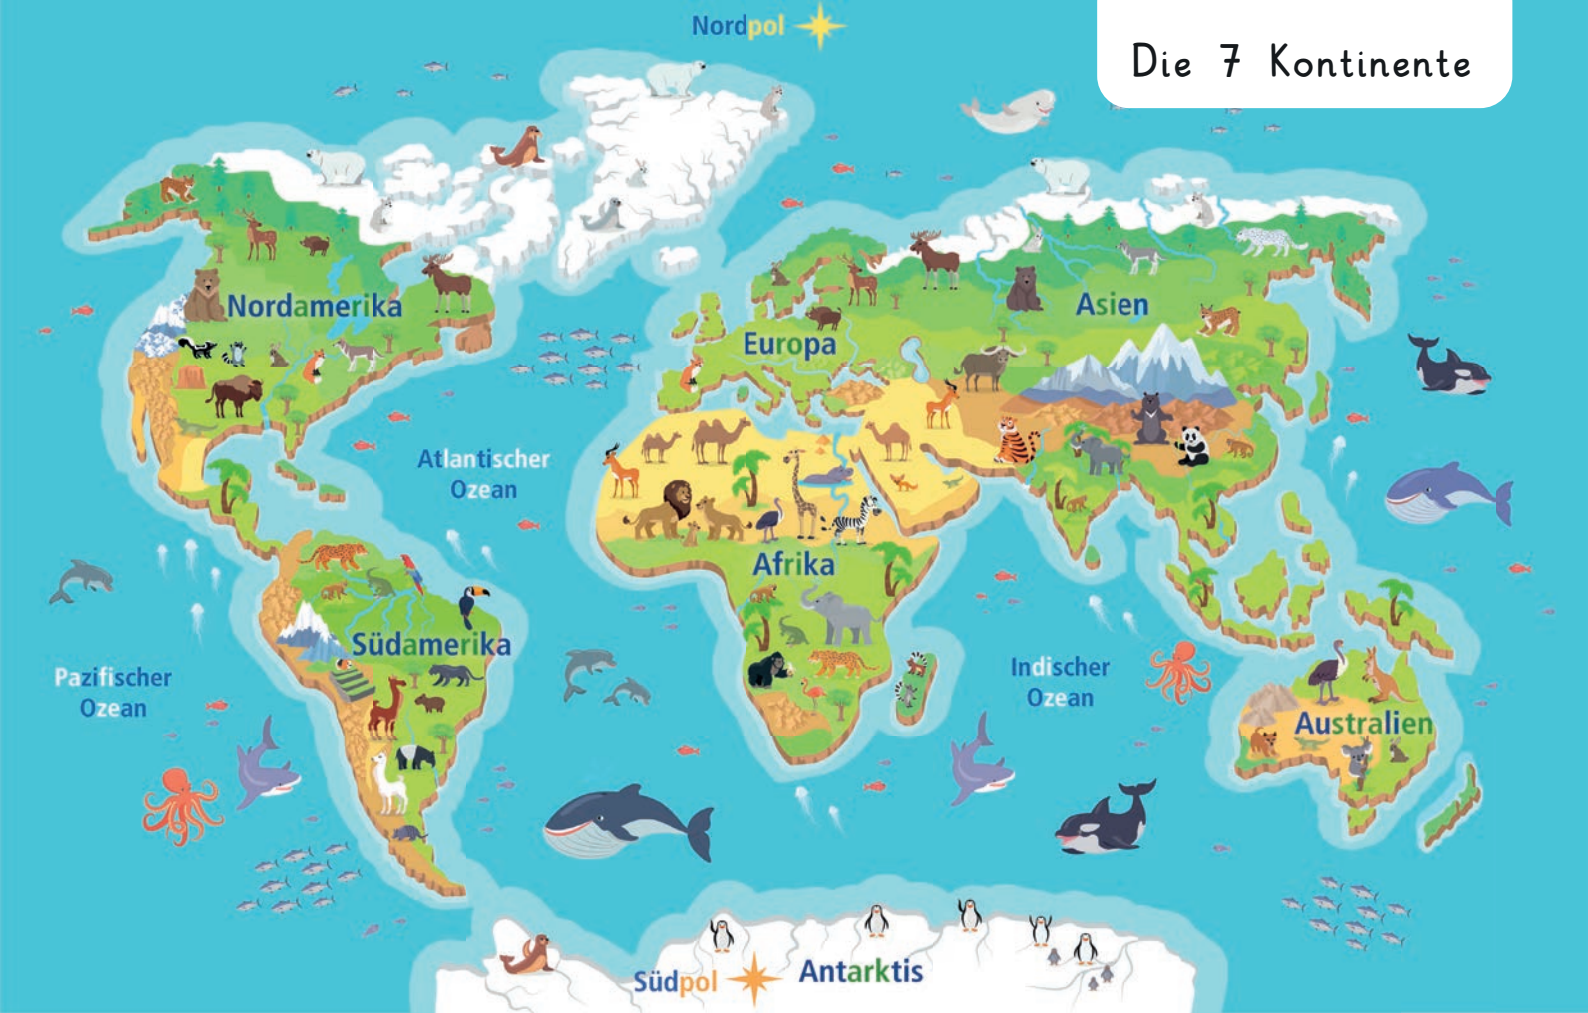 Nordpol
Die 7 Kontinente
Nordamerika
Europa
Asien
Atlantischer
Ozean
Afrika
Südamerika
Pazifischer
Ozean
Indischer
Ozean
Australien
Südpol
Antarktis